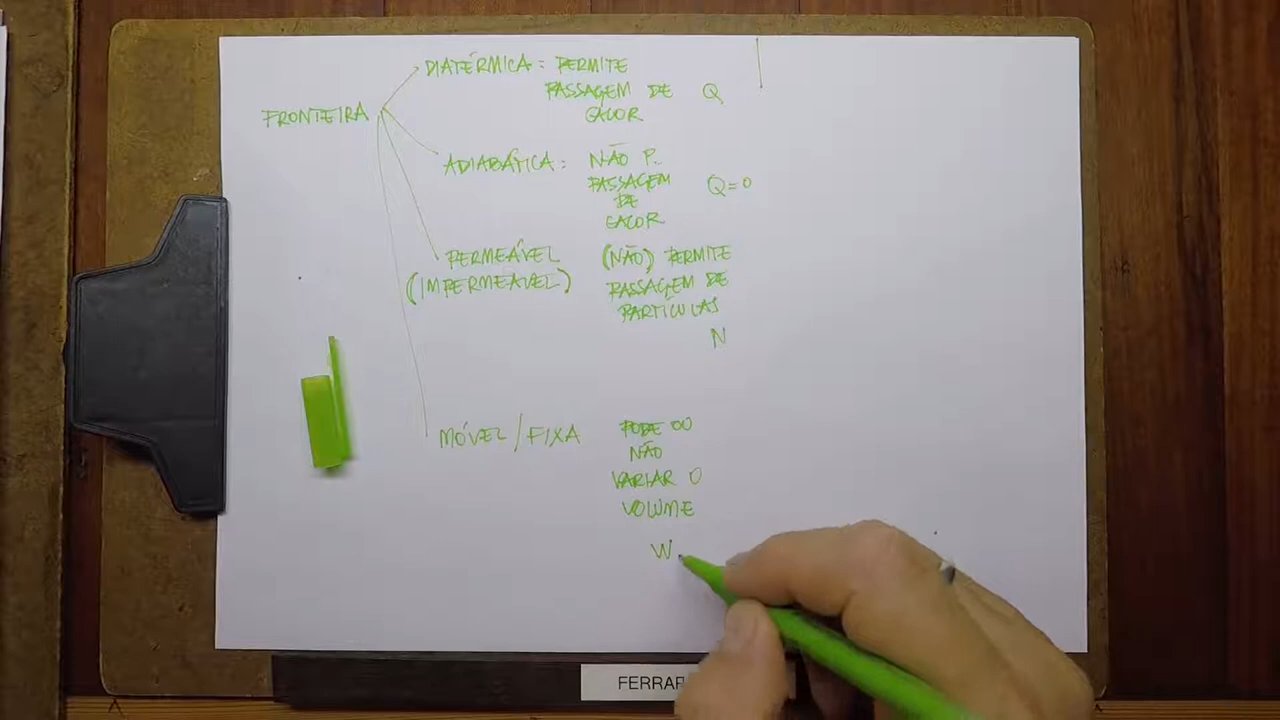 FRONTEIRA
DIATÉRMICA: PERMITE
PASSAGEM DE Q
CALOR
ADIABÁTICA: NÃO P..
PASSAGEM Q=0
DE
CALOR
PERMEÁVEL (NÃO) PERMITE
(IMPERMEÁVEL) PASSAGEM DE
PARTÍCULAS
N
MÓVEL/FIXA PODE OU
NÃO
VARIAR O
VOLUME
W